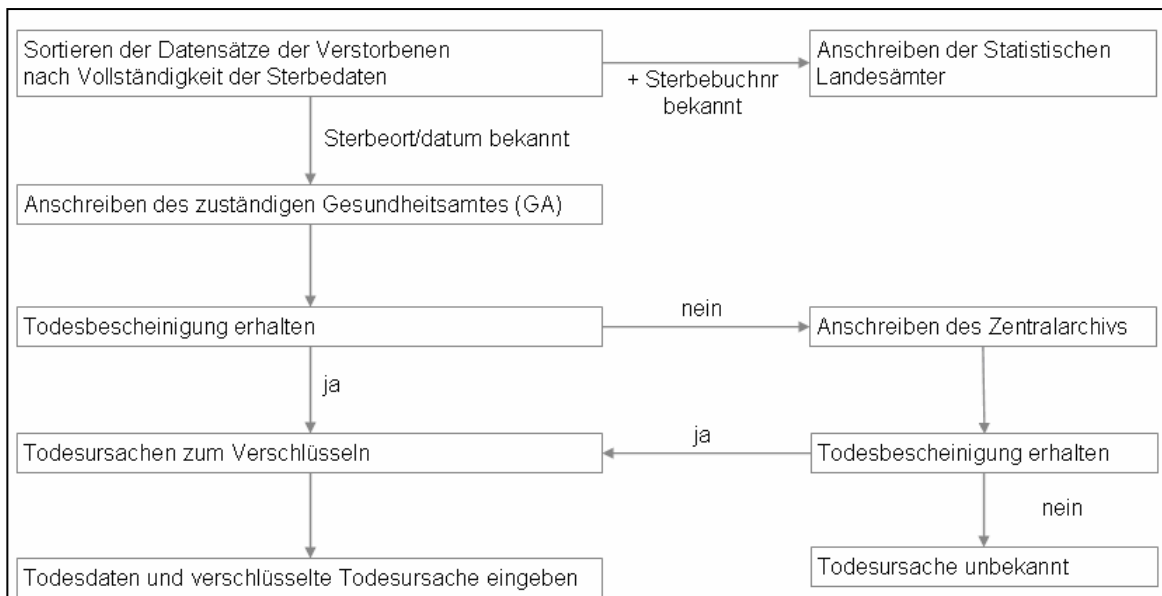 Sortieren der Datensätze der Verstorbenen
nach Vollständigkeit der Sterbedaten
+ Sterbebuchnr
bekannt
Anschreiben der Statistischen
Landesämter
Sterbeort/datum bekannt
Anschreiben des zuständigen Gesundheitsamtes (GA)
Todesbescheinigung erhalten
nein
Anschreiben des Zentralarchivs
ja
Todesursachen zum Verschlüsseln
ja
Todesbescheinigung erhalten
nein
Todesdaten und verschlüsselte Todesursache eingeben
Todesursache unbekannt